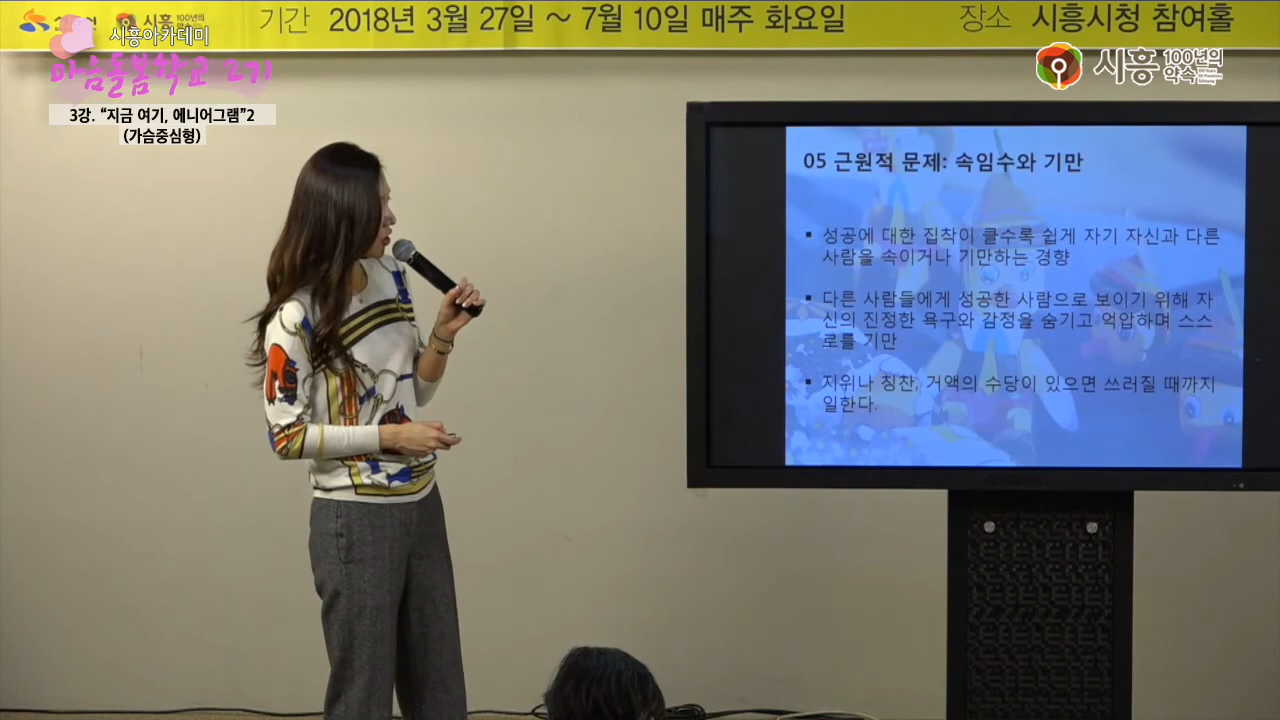 기간 2018년 3월 27일 ~ 7월 10일 매주 화요일 장소 시흥시청 참여홀
시흥 100년의 약속
시흥아카데미
마음돌봄학교 2기
3강. “지금 여기, 에니어그램”2
(가슴중심형)
시흥 100년의 약속
05 근원적 문제: 속임수와 기만
▪ 성공에 대한 집착이 클수록 쉽게 자기 자신과 다른
사람을 속이거나 기만하는 경향
▪ 다른 사람들에게 성공한 사람으로 보이기 위해 자
신의 진정한 욕구와 감정을 숨기고 억압하며 스스
로를 기만
▪ 지위나 칭찬, 거액의 수당이 있으면 쓰러질 때까지
일한다.